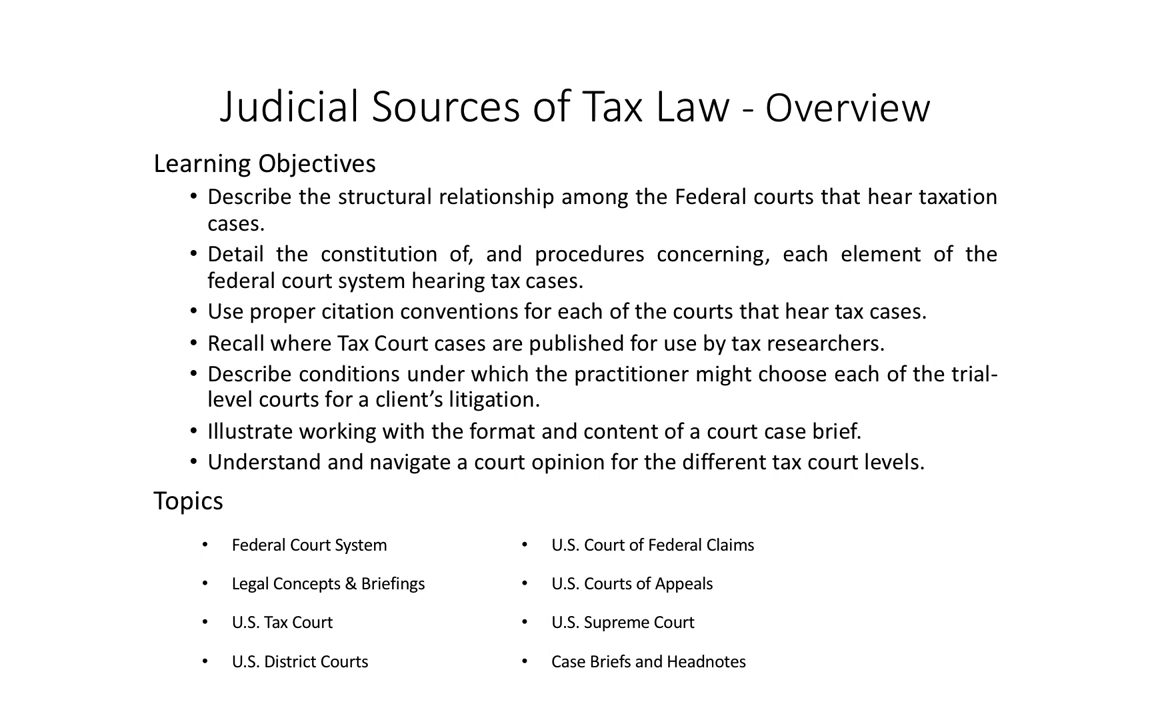 Judicial Sources of Tax Law - Overview
Learning Objectives
• Describe the structural relationship among the Federal courts that hear taxation
cases.
• Detail the constitution of, and procedures concerning, each element of the
federal court system hearing tax cases.
• Use proper citation conventions for each of the courts that hear tax cases.
• Recall where Tax Court cases are published for use by tax researchers.
• Describe conditions under which the practitioner might choose each of the trial-
level courts for a client’s litigation.
• Illustrate working with the format and content of a court case brief.
• Understand and navigate a court opinion for the different tax court levels.
Topics
• Federal Court System
• Legal Concepts & Briefings
• U.S. Tax Court
• U.S. District Courts
• U.S. Court of Federal Claims
• U.S. Courts of Appeals
• U.S. Supreme Court
• Case Briefs and Headnotes